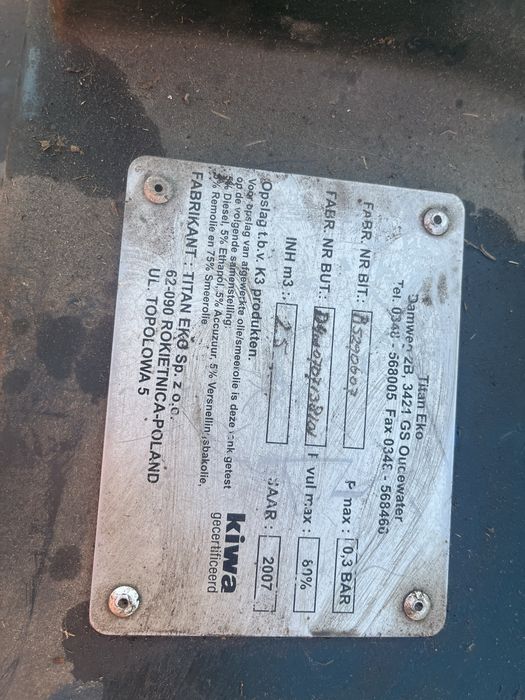 Titan Eko
Damweg 2B, 3421 GS Oudewater
Tel. 0348 - 568005 Fax 0348 - 568460
FABR. NR BIT.: P max : 0,3 BAR
FABR. NR BUT.: P vul max : 80%
INH m3 : 2.5 JAAR : 2007
Opslag t.b.v. K3 produkten.
Voor opslag van afgewerkte olie/smeerolie is deze tank getest
op de volgende samenstelling:
5% Diesel, 5% Ethanol, 5% Accuzuur, 5% Versnellingsbakolie,
5% Remolie en 75% Smeerolie
kiwa
gecertificeerd
FABRIKANT : TITAN EKO Sp. z o.o.
62-090 ROKIETNICA-POLAND
UL. TOPOLOWA 5